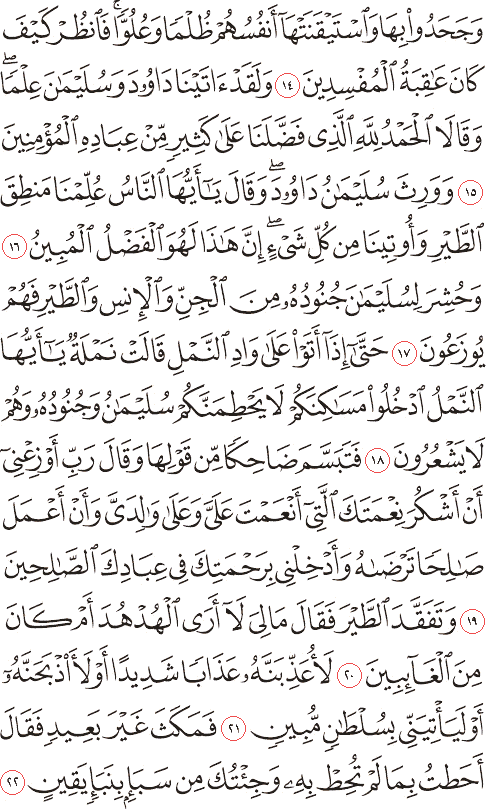 وَجَحَدُوا۟ بِهَا وَٱسْتَيْقَنَتْهَآ أَنفُسُهُمْ ظُلْمًا وَعُلُوًّا ۚ فَٱنظُرْ كَيْفَ
كَانَ عَٰقِبَةُ ٱلْمُفْسِدِينَ ١٤ وَلَقَدْ ءَاتَيْنَا دَاوُۥدَ وَسُلَيْمَٰنَ عِلْمًا ۖ
وَقَالَا ٱلْحَمْدُ لِلَّهِ ٱلَّذِى فَضَّلَنَا عَلَىٰ كَثِيرٍ مِّنْ عِبَادِهِ ٱلْمُؤْمِنِينَ
١٥ وَوَرِثَ سُلَيْمَٰنُ دَاوُۥدَ ۖ وَقَالَ يَٰٓأَيُّهَا ٱلنَّاسُ عُلِّمْنَا مَنطِقَ
ٱلطَّيْرِ وَأُوتِينَا مِن كُلِّ شَىْءٍ ۖ إِنَّ هَٰذَا لَهُوَ ٱلْفَضْلُ ٱلْمُبِينُ ١٦
وَحُشِرَ لِسُلَيْمَٰنَ جُنُودُهُۥ مِنَ ٱلْجِنِّ وَٱلْإِنسِ وَٱلطَّيْرِ فَهُمْ
يُوزَعُونَ ١٧ حَتَّىٰٓ إِذَآ أَتَوْا۟ عَلَىٰ وَادِ ٱلنَّمْلِ قَالَتْ نَمْلَةٌ يَٰٓأَيُّهَا
ٱلنَّمْلُ ٱدْخُلُوا۟ مَسَٰكِنَكُمْ لَا يَحْطِمَنَّكُمْ سُلَيْمَٰنُ وَجُنُودُهُۥ وَهُمْ
لَا يَشْعُرُونَ ١٨ فَتَبَسَّمَ ضَاحِكًا مِّن قَوْلِهَا وَقَالَ رَبِّ أَوْزِعْنِىٓ
أَنْ أَشْكُرَ نِعْمَتَكَ ٱلَّتِىٓ أَنْعَمْتَ عَلَىَّ وَعَلَىٰ وَٰلِدَىَّ وَأَنْ أَعْمَلَ
صَٰلِحًا تَرْضَىٰهُ وَأَدْخِلْنِى بِرَحْمَتِكَ فِى عِبَادِكَ ٱلصَّٰلِحِينَ
١٩ وَتَفَقَّدَ ٱلطَّيْرَ فَقَالَ مَالِىَ لَآ أَرَى ٱلْهُدْهُدَ أَمْ كَانَ
مِنَ ٱلْغَآئِبِينَ ٢٠ لَأُعَذِّبَنَّهُۥ عَذَابًا شَدِيدًا أَوْ لَأَا۟ذْبَحَنَّهُۥٓ
أَوْ لَيَأْتِيَنِّى بِسُلْطَٰنٍ مُّبِينٍ ٢١ فَمَكَثَ غَيْرَ بَعِيدٍ فَقَالَ
أَحَطتُ بِمَا لَمْ تُحِطْ بِهِۦ وَجِئْتُكَ مِن سَبَإٍۭ بِنَبَإٍ يَقِينٍ ٢٢